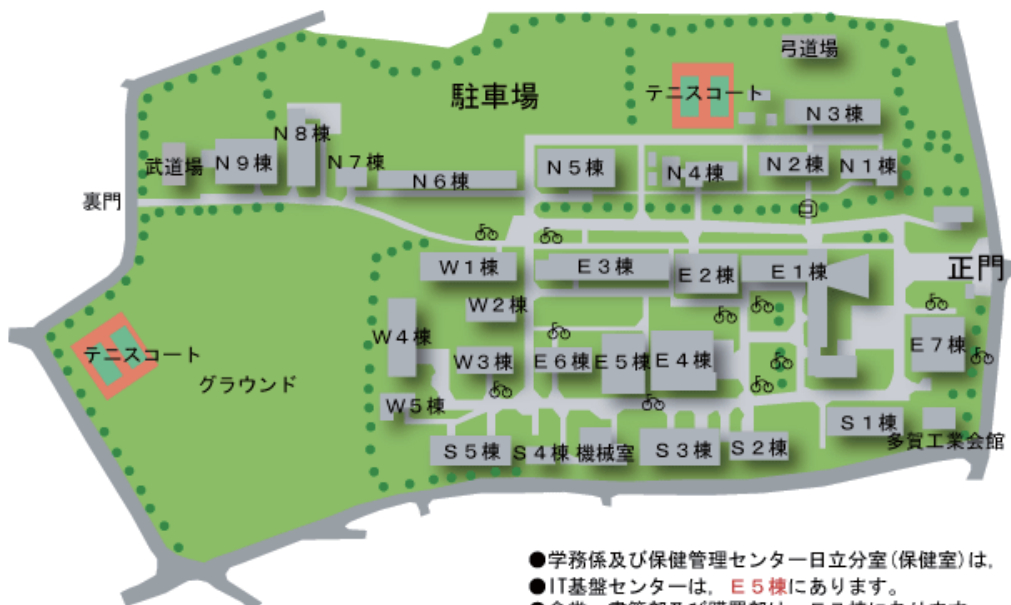 弓道場
駐車場
テニスコート
N3棟
N8棟
武道場
N9棟
N7棟
N6棟
N5棟
N4棟
N2棟
N1棟
裏門
W1棟
E3棟
E2棟
E1棟
正門
W2棟
W4棟
テニスコート
グラウンド
W3棟
E6棟
E5棟
E4棟
E7棟
W5棟
S5棟
S4棟
機械室
S3棟
S2棟
S1棟
多賀工業会館
●学務係及び保健管理センター日立分室(保健室)は,
●IT基盤センターは, E5棟にあります。